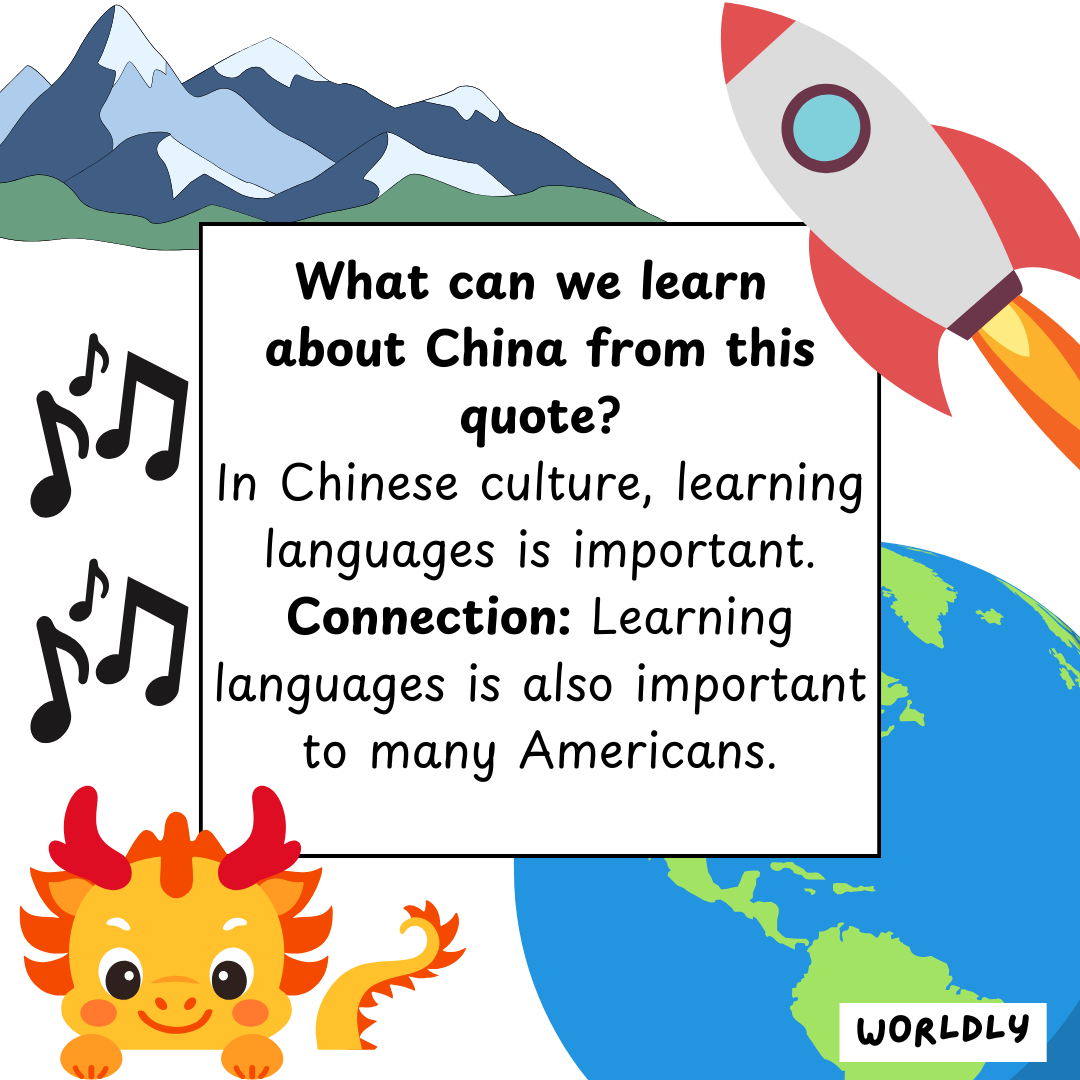 What can we learn
about China from this
quote?
In Chinese culture, learning
languages is important.
Connection: Learning
languages is also important
to many Americans.
WORLDLY